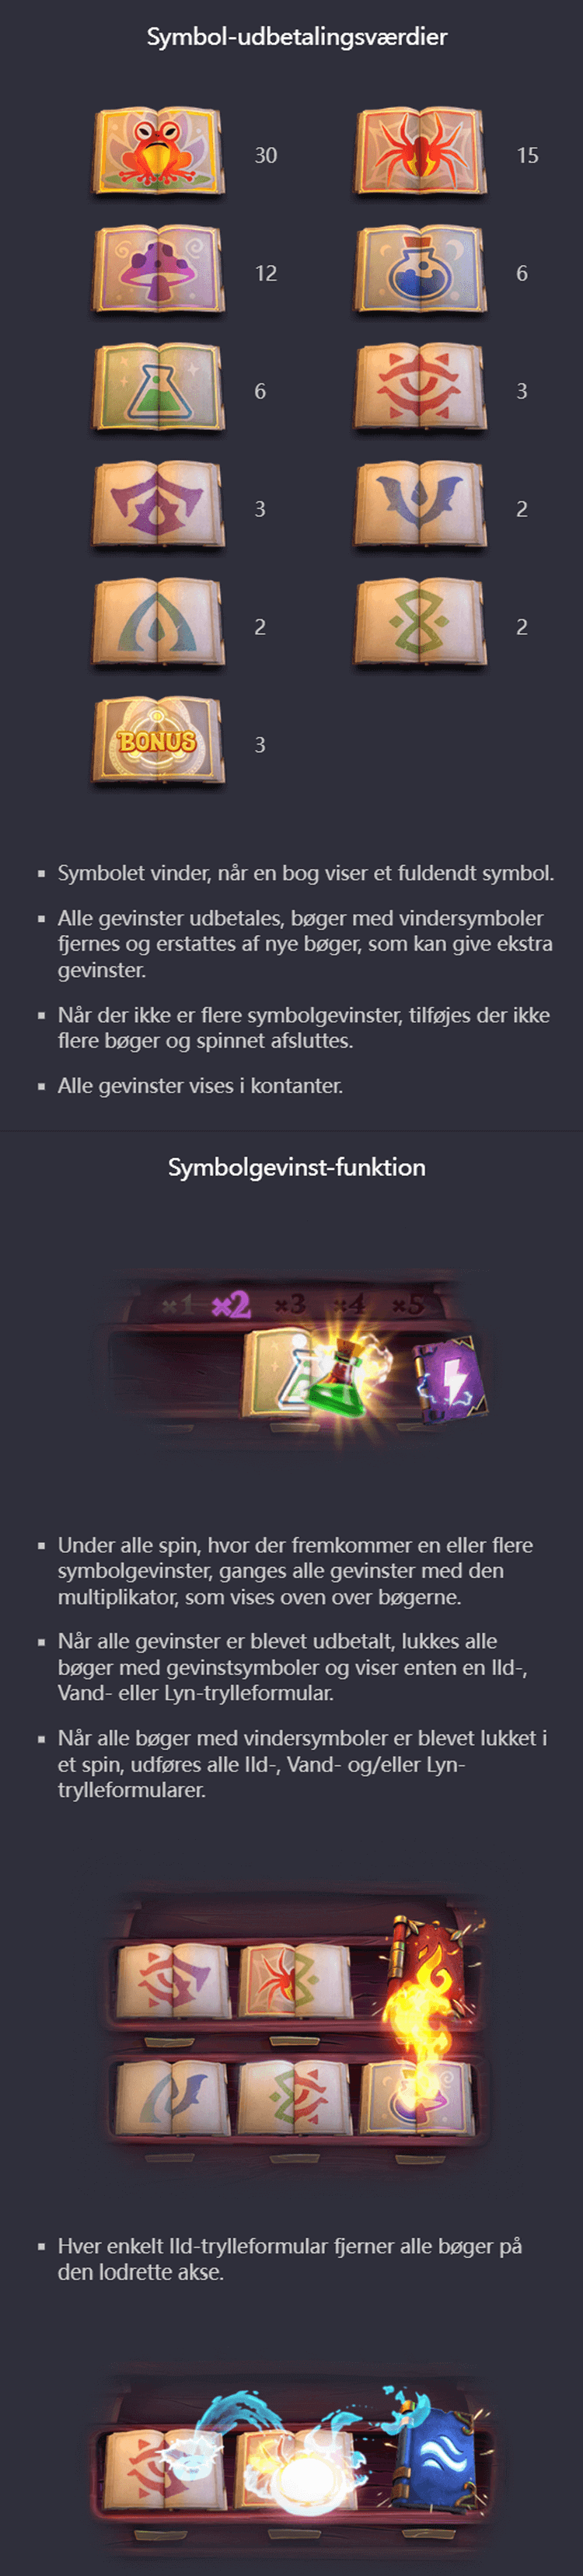 Symbol-udbetalingsværdier
30
15
12
6
6
3
3
2
2
2
BONUS
3
Symbolet vinder, når en bog viser et fuldendt symbol.
Alle gevinster udbetales, bøger med vindersymboler
fjernes og erstattes af nye bøger, som kan give ekstra
gevinster.
Når der ikke er flere symbolgevinster, tilføjes der ikke
flere bøger og spinnet afsluttes.
Alle gevinster vises i kontanter.
Symbolgevinst-funktion
x1 x2 x3 x4 x5
Under alle spin, hvor der fremkommer en eller flere
symbolgevinster, ganges alle gevinster med den
multiplikator, som vises oven over bøgerne.
Når alle gevinster er blevet udbetalt, lukkes alle
bøger med gevinstsymboler og viser enten en Ild-,
Vand- eller Lyn-trylleformular.
Når alle bøger med vindersymboler er blevet lukket i
et spin, udføres alle Ild-, Vand- og/eller Lyn-
trylleformularer.
Hver enkelt Ild-trylleformular fjerner alle bøger på
den lodrette akse.